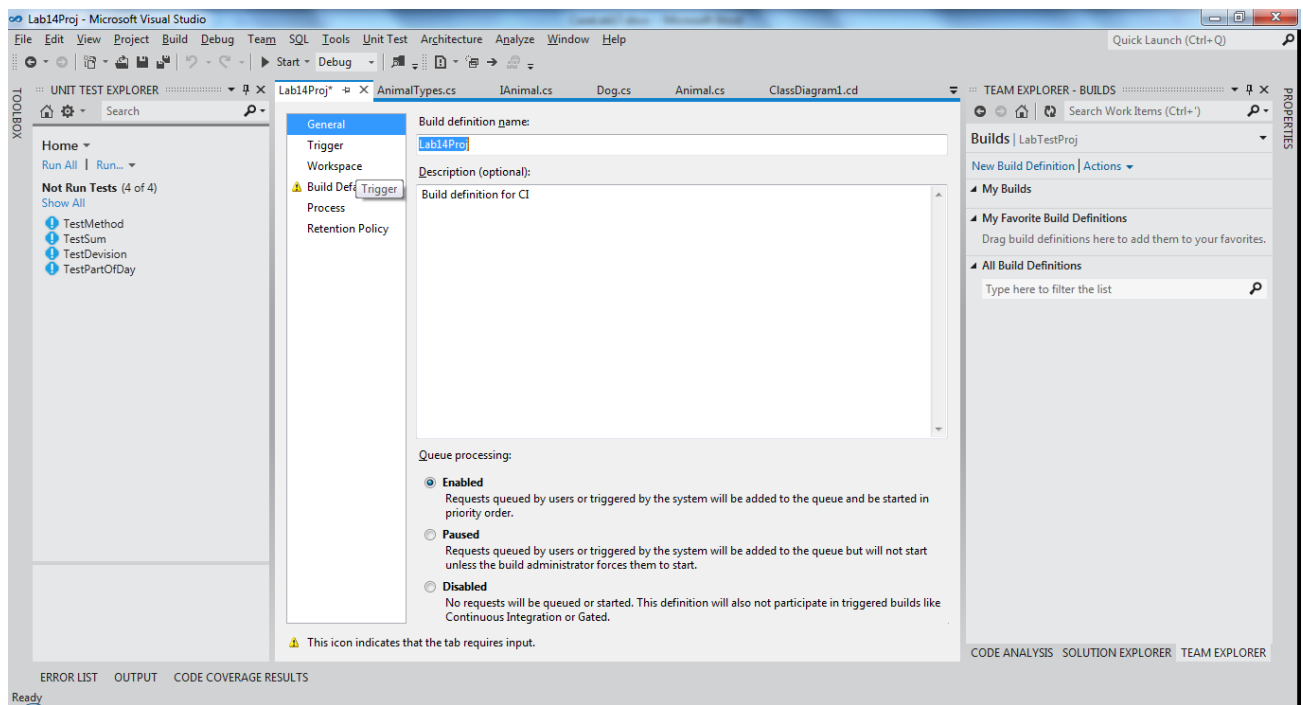 Lab14Proj - Microsoft Visual Studio
File Edit View Project Build Debug Team SQL Tools Unit Test Architecture Analyze Window Help
Quick Launch (Ctrl+Q)
Start Debug
TOOLBOX
UNIT TEST EXPLORER
Search
Home
Run All | Run...
Not Run Tests (4 of 4)
Show All
TestMethod
TestSum
TestDevision
TestPartOfDay
Lab14Proj* AnimalTypes.cs IAnimal.cs Dog.cs Animal.cs ClassDiagram1.cd
General
Trigger
Workspace
Build Defa
Trigger
Process
Retention Policy
Build definition name:
Lab14Proj
Description (optional):
Build definition for CI
Queue processing:
Enabled
Requests queued by users or triggered by the system will be added to the queue and be started in
priority order.
Paused
Requests queued by users or triggered by the system will be added to the queue but will not start
unless the build administrator forces them to start.
Disabled
No requests will be queued or started. This definition will also not participate in triggered builds like
Continuous Integration or Gated.
This icon indicates that the tab requires input.
TEAM EXPLORER - BUILDS
Search Work Items (Ctrl+')
Builds | LabTestProj
New Build Definition | Actions
My Builds
My Favorite Build Definitions
Drag build definitions here to add them to your favorites.
All Build Definitions
Type here to filter the list
CODE ANALYSIS SOLUTION EXPLORER TEAM EXPLORER
PROPERTIES
ERROR LIST OUTPUT CODE COVERAGE RESULTS
Ready